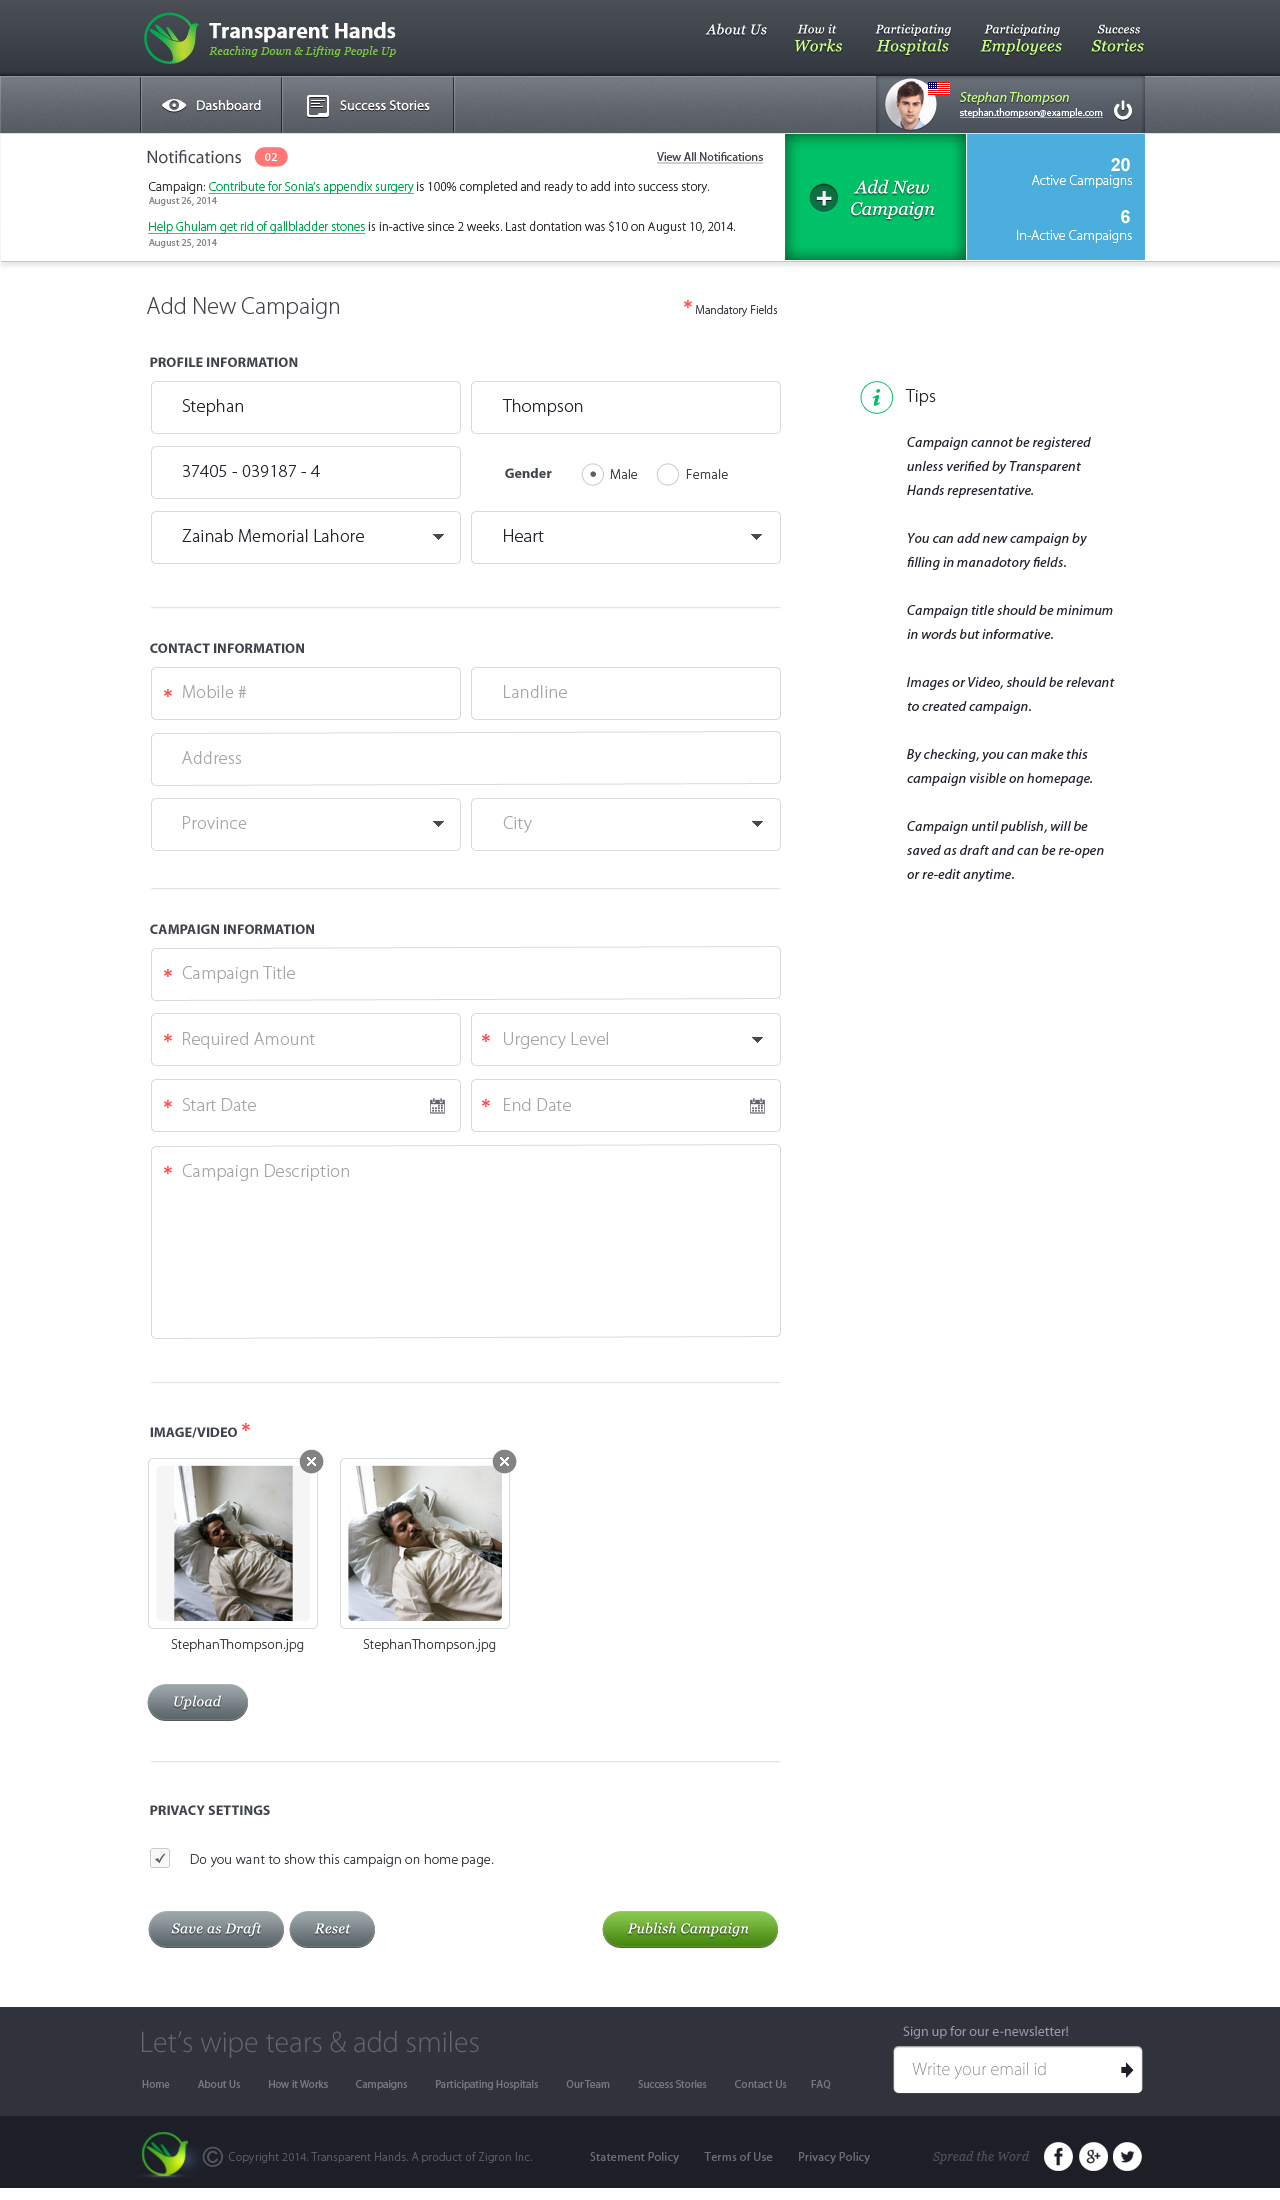 Transparent Hands
Reaching Down & Lifting People Up
About Us
How it
Works
Participating
Hospitals
Participating
Employees
Success
Stories
Dashboard
Success Stories
Stephan Thompson
stephan.thompson@example.com
Notifications 02
View All Notifications
Campaign: Contribute for Sonia's appendix surgery is 100% completed and ready to add into success story.
August 26, 2014
Help Ghulam get rid of gallbladder stones is in-active since 2 weeks. Last dontation was $10 on August 10, 2014.
August 25, 2014
Add New
Campaign
20
Active Campaigns
6
In-Active Campaigns
Add New Campaign
* Mandatory Fields
PROFILE INFORMATION
Stephan
Thompson
37405 - 039187 - 4
Gender
Male
Female
Zainab Memorial Lahore
Heart
CONTACT INFORMATION
* Mobile #
Landline
Address
Province
City
CAMPAIGN INFORMATION
* Campaign Title
* Required Amount
* Urgency Level
* Start Date
* End Date
* Campaign Description
IMAGE/VIDEO *
StephanThompson.jpg
StephanThompson.jpg
Upload
PRIVACY SETTINGS
Do you want to show this campaign on home page.
Save as Draft
Reset
Publish Campaign
i Tips
Campaign cannot be registered
unless verified by Transparent
Hands representative.
You can add new campaign by
filling in manadotory fields.
Campaign title should be minimum
in words but informative.
Images or Video, should be relevant
to created campaign.
By checking, you can make this
campaign visible on homepage.
Campaign until publish, will be
saved as draft and can be re-open
or re-edit anytime.
Let's wipe tears & add smiles
Home
About Us
How it Works
Campaigns
Participating Hospitals
Our Team
Success Stories
Contact Us
FAQ
Sign up for our e-newsletter!
Write your email id
© Copyright 2014. Transparent Hands. A product of Zigron Inc.
Statement Policy
Terms of Use
Privacy Policy
Spread the Word
f
g+